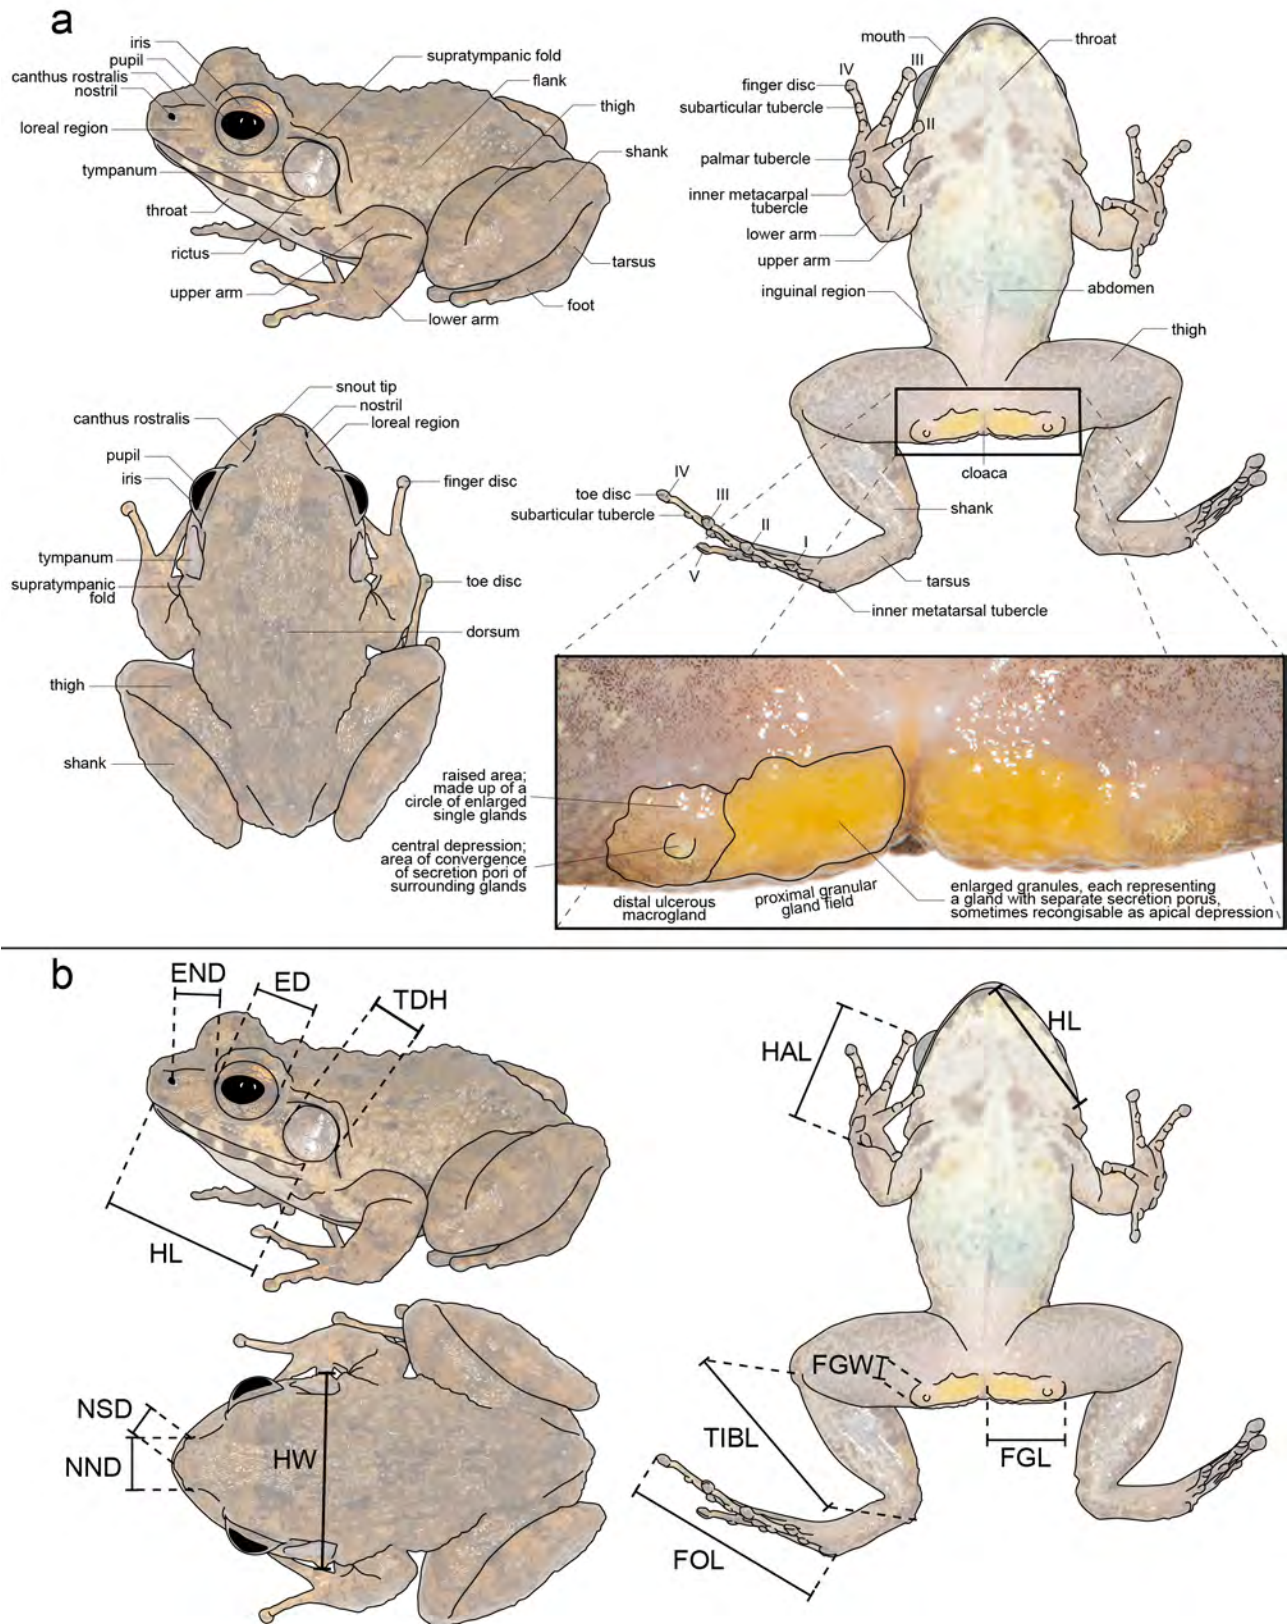 a
iris
pupil
canthus rostralis
nostril
loreal region
tympanum
throat
rictus
upper arm
lower arm
supratympanic fold
flank
thigh
shank
tarsus
foot
mouth
throat
IV
III
II
I
finger disc
subarticular tubercle
palmar tubercle
inner metacarpal
tubercle
lower arm
upper arm
inguinal region
abdomen
thigh
cloaca
shank
tarsus
inner metatarsal tubercle
IV
III
II
I
V
toe disc
subarticular tubercle
snout tip
nostril
loreal region
canthus rostralis
pupil
iris
finger disc
tympanum
supratympanic
fold
toe disc
dorsum
thigh
shank
raised area;
made up of a
circle of enlarged
single glands
central depression;
area of convergence
of secretion pori of
surrounding glands
distal ulcerous
macrogland
proximal granular
gland field
enlarged granules, each representing
a gland with separate secretion porus,
sometimes recongisable as apical depression
b
END
ED
TDH
HL
HAL
HL
NSD
NND
HW
FGW
TIBL
FGL
FOL